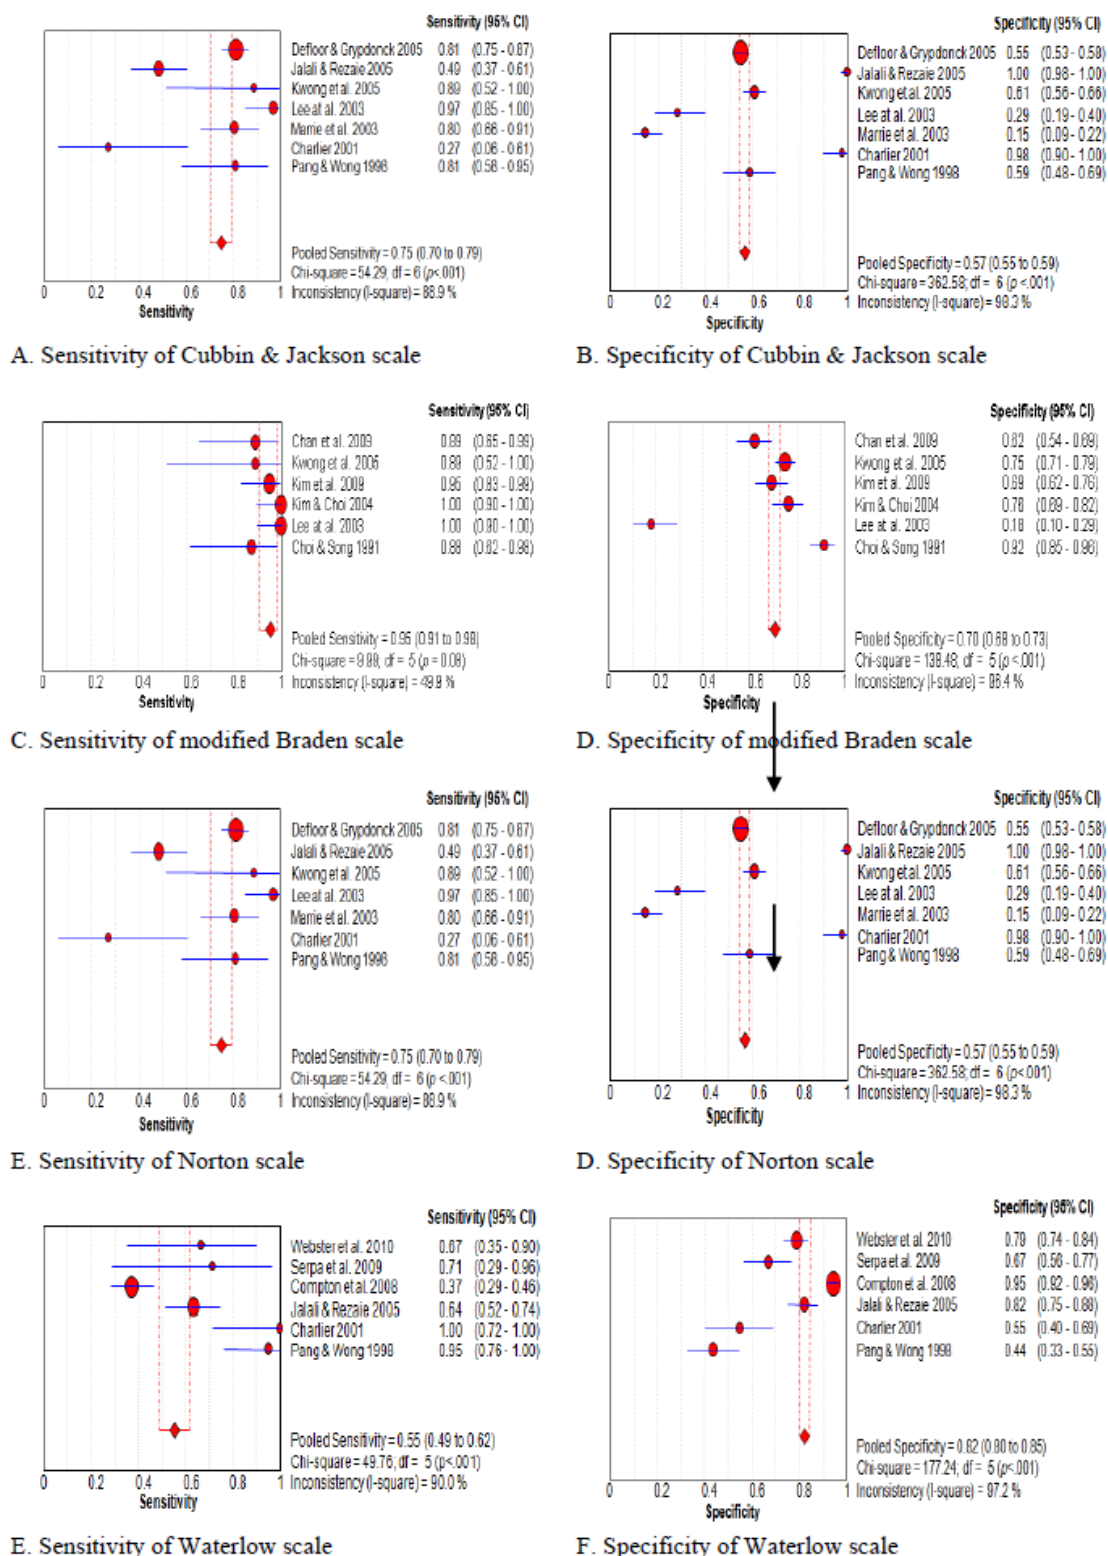 Sensitivity (95% CI)
Defloor & Grypdonck 2005 0.81 (0.75 - 0.87)
Jalali & Rezaie 2005 0.49 (0.37 - 0.61)
Kwong et al. 2005 0.89 (0.52 - 1.00)
Lee at al. 2003 0.97 (0.85 - 1.00)
Marrie et al. 2003 0.80 (0.66 - 0.91)
Charlier 2001 0.27 (0.06 - 0.61)
Pang & Wong 1998 0.81 (0.58 - 0.95)
Pooled Sensitivity = 0.75 (0.70 to 0.79)
Chi-square = 54.29; df = 6 (p<.001)
Inconsistency (I-square) = 88.9 %
0 0.2 0.4 0.6 0.8 1
Sensitivity
A. Sensitivity of Cubbin & Jackson scale
Specificity (95% CI)
Defloor & Grypdonck 2005 0.55 (0.53 - 0.58)
Jalali & Rezaie 2005 1.00 (0.98 - 1.00)
Kwong et al. 2005 0.61 (0.56 - 0.66)
Lee at al. 2003 0.29 (0.19 - 0.40)
Marrie et al. 2003 0.15 (0.09 - 0.22)
Charlier 2001 0.98 (0.90 - 1.00)
Pang & Wong 1998 0.59 (0.48 - 0.69)
Pooled Specificity = 0.57 (0.55 to 0.59)
Chi-square = 362.58; df = 6 (p <.001)
Inconsistency (I-square) = 98.3 %
0 0.2 0.4 0.6 0.8 1
Specificity
B. Specificity of Cubbin & Jackson scale
Sensitivity (95% CI)
Chan et al. 2009 0.89 (0.65 - 0.99)
Kwong et al. 2005 0.89 (0.52 - 1.00)
Kim et al. 2009 0.95 (0.83 - 0.99)
Kim & Choi 2004 1.00 (0.90 - 1.00)
Lee at al. 2003 1.00 (0.90 - 1.00)
Choi & Song 1991 0.88 (0.62 - 0.98)
Pooled Sensitivity = 0.95 (0.91 to 0.98)
Chi-square = 9.98; df = 5 (p = 0.08)
Inconsistency (I-square) = 49.9 %
0 0.2 0.4 0.6 0.8 1
Sensitivity
C. Sensitivity of modified Braden scale
Specificity (95% CI)
Chan et al. 2009 0.62 (0.54 - 0.69)
Kwong et al. 2005 0.75 (0.71 - 0.79)
Kim et al. 2009 0.69 (0.62 - 0.76)
Kim & Choi 2004 0.76 (0.69 - 0.82)
Lee at al. 2003 0.18 (0.10 - 0.29)
Choi & Song 1991 0.92 (0.85 - 0.96)
Pooled Specificity = 0.70 (0.68 to 0.73)
Chi-square = 138.48; df = 5 (p <.001)
Inconsistency (I-square) = 96.4 %
0 0.2 0.4 0.6 0.8 1
Specificity
D. Specificity of modified Braden scale
Sensitivity (95% CI)
Defloor & Grypdonck 2005 0.81 (0.75 - 0.87)
Jalali & Rezaie 2005 0.49 (0.37 - 0.61)
Kwong et al. 2005 0.89 (0.52 - 1.00)
Lee at al. 2003 0.97 (0.85 - 1.00)
Marrie et al. 2003 0.80 (0.66 - 0.91)
Charlier 2001 0.27 (0.06 - 0.61)
Pang & Wong 1998 0.81 (0.58 - 0.95)
Pooled Sensitivity = 0.75 (0.70 to 0.79)
Chi-square = 54.29; df = 6 (p <.001)
Inconsistency (I-square) = 88.9 %
0 0.2 0.4 0.6 0.8 1
Sensitivity
E. Sensitivity of Norton scale
Specificity (95% CI)
Defloor & Grypdonck 2005 0.55 (0.53 - 0.58)
Jalali & Rezaie 2005 1.00 (0.98 - 1.00)
Kwong et al. 2005 0.61 (0.56 - 0.66)
Lee at al. 2003 0.29 (0.19 - 0.40)
Marrie et al. 2003 0.15 (0.09 - 0.22)
Charlier 2001 0.98 (0.90 - 1.00)
Pang & Wong 1998 0.59 (0.48 - 0.69)
Pooled Specificity = 0.57 (0.55 to 0.59)
Chi-square = 362.58; df = 6 (p<.001)
Inconsistency (I-square) = 98.3 %
0 0.2 0.4 0.6 0.8 1
Specificity
D. Specificity of Norton scale
Sensitivity (95% CI)
Webster et al. 2010 0.67 (0.35 - 0.90)
Serpa et al. 2009 0.71 (0.29 - 0.96)
Compton et al. 2008 0.37 (0.29 - 0.46)
Jalali & Rezaie 2005 0.64 (0.52 - 0.74)
Charlier 2001 1.00 (0.72 - 1.00)
Pang & Wong 1998 0.95 (0.76 - 1.00)
Pooled Sensitivity = 0.55 (0.49 to 0.62)
Chi-square = 49.76; df = 5 (p<.001)
Inconsistency (I-square) = 90.0 %
0 0.2 0.4 0.6 0.8 1
Sensitivity
E. Sensitivity of Waterlow scale
Specificity (95% CI)
Webster et al. 2010 0.79 (0.74 - 0.84)
Serpa et al. 2009 0.67 (0.56 - 0.77)
Compton et al. 2008 0.95 (0.92 - 0.96)
Jalali & Rezaie 2005 0.82 (0.75 - 0.88)
Charlier 2001 0.55 (0.40 - 0.69)
Pang & Wong 1998 0.44 (0.33 - 0.55)
Pooled Specificity = 0.82 (0.80 to 0.85)
Chi-square = 177.24; df = 5 (p<.001)
Inconsistency (I-square) = 97.2 %
0 0.2 0.4 0.6 0.8 1
Specificity
F. Specificity of Waterlow scale